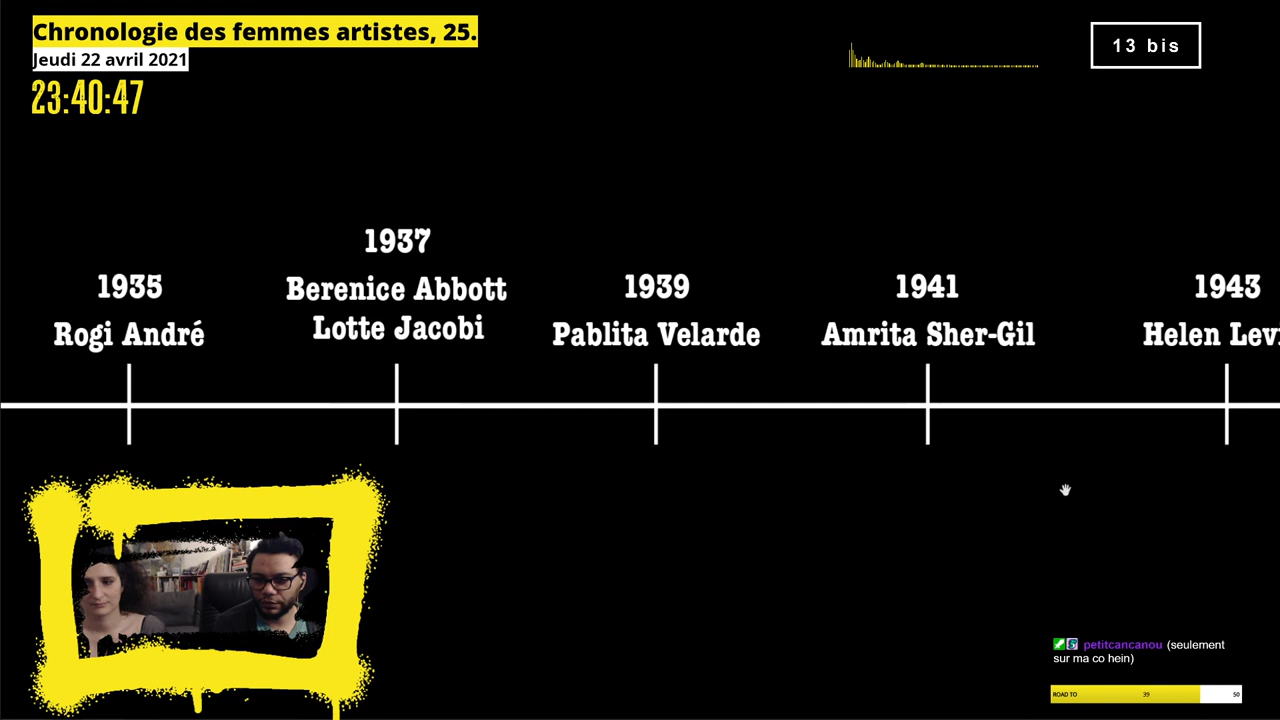 Chronologie des femmes artistes, 25.
Jeudi 22 avril 2021
23:40:47
13 bis
1935
Rogi André
1937
Berenice Abbott
Lotte Jacobi
1939
Pablita Velarde
1941
Amrita Sher-Gil
1943
Helen Levi
petitcancanou (seulement
sur ma co hein)
ROAD TO 39 50